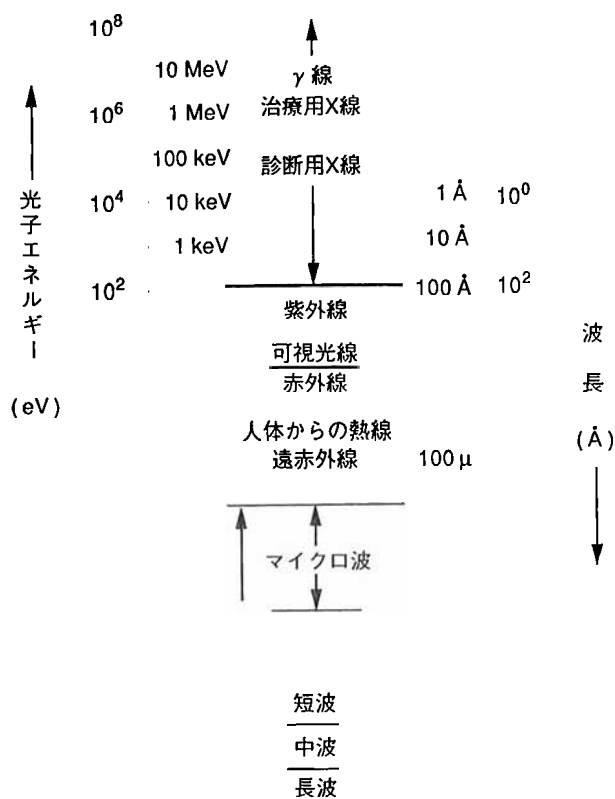 10⁸
10 MeV
γ 線
10⁶
1 MeV
治療用X線
100 keV
診断用X線
光子エネルギー
(eV)
10⁴
10 keV
1 Å
10⁰
1 keV
10 Å
10²
100 Å
10²
紫外線
可視光線
赤外線
波長
(Å)
人体からの熱線
遠赤外線
100 μ
マイクロ波
短波
中波
長波